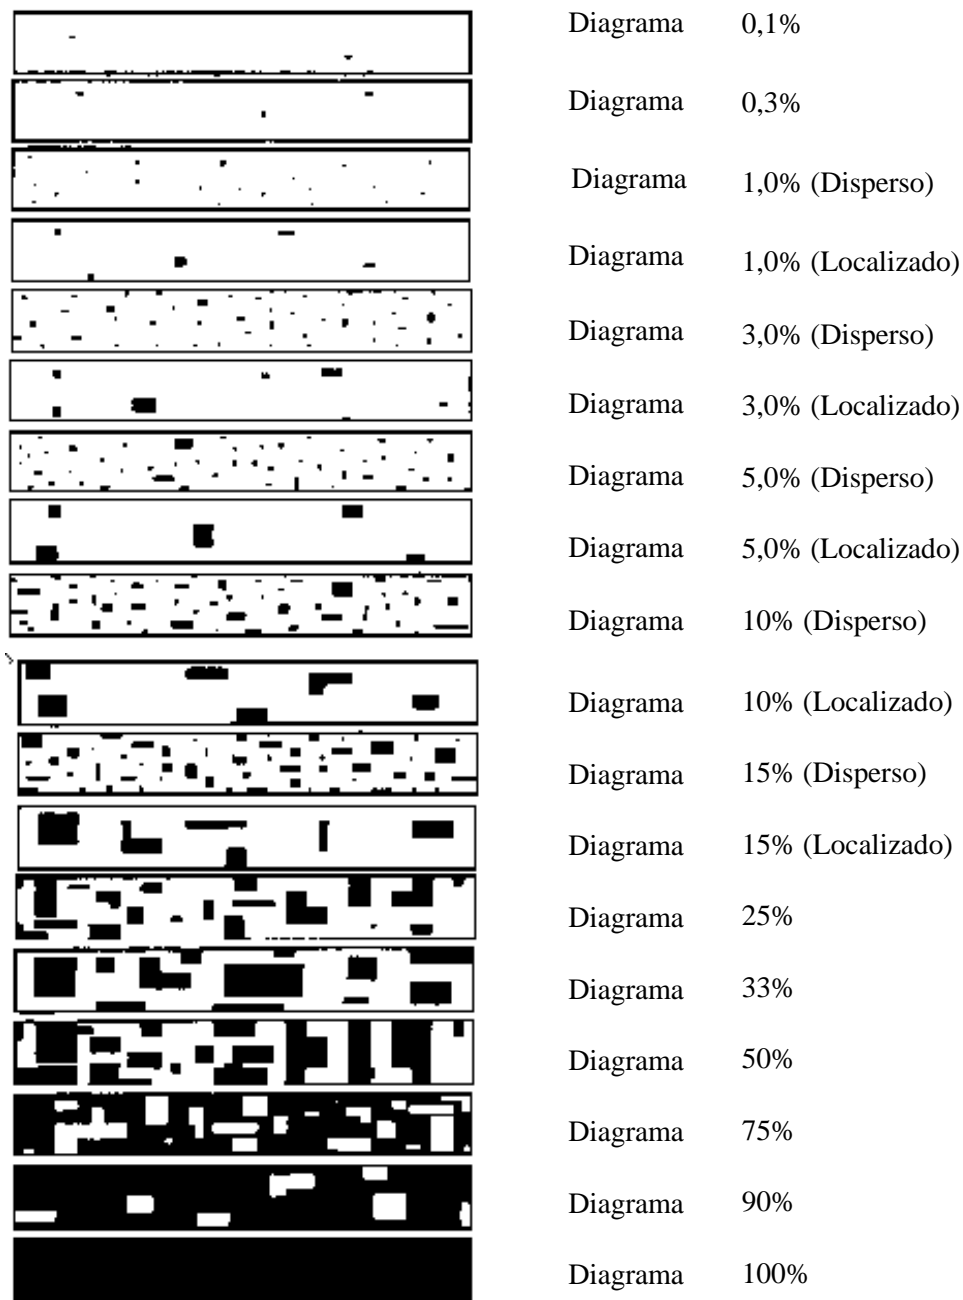 Diagrama 0,1%
Diagrama 0,3%
Diagrama 1,0% (Disperso)
Diagrama 1,0% (Localizado)
Diagrama 3,0% (Disperso)
Diagrama 3,0% (Localizado)
Diagrama 5,0% (Disperso)
Diagrama 5,0% (Localizado)
Diagrama 10% (Disperso)
Diagrama 10% (Localizado)
Diagrama 15% (Disperso)
Diagrama 15% (Localizado)
Diagrama 25%
Diagrama 33%
Diagrama 50%
Diagrama 75%
Diagrama 90%
Diagrama 100%